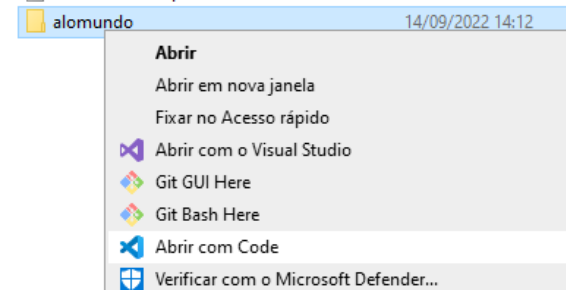 alomundo 14/09/2022 14:12
Abrir
Abrir em nova janela
Fixar no Acesso rápido
Abrir com o Visual Studio
Git GUI Here
Git Bash Here
Abrir com Code
Verificar com o Microsoft Defender...